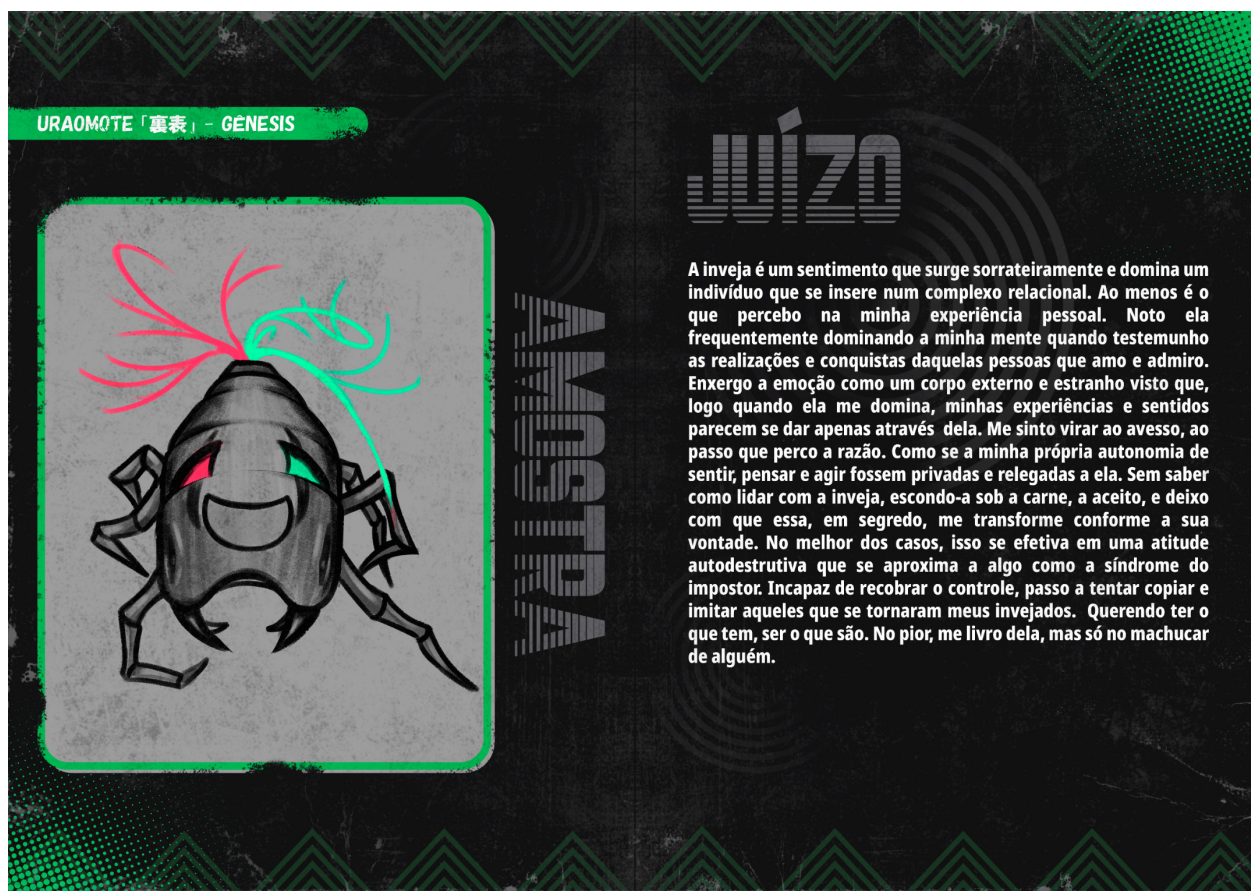 URAOMOTE「裏表」- GÊNESIS
AMOSTRA
JUÍZO
A inveja é um sentimento que surge sorrateiramente e domina um
indivíduo que se insere num complexo relacional. Ao menos é o
que percebo na minha experiência pessoal. Noto ela
frequentemente dominando a minha mente quando testemunho
as realizações e conquistas daquelas pessoas que amo e admiro.
Enxergo a emoção como um corpo externo e estranho visto que,
logo quando ela me domina, minhas experiências e sentidos
parecem se dar apenas através dela. Me sinto virar ao avesso, ao
passo que perco a razão. Como se a minha própria autonomia de
sentir, pensar e agir fossem privadas e relegadas a ela. Sem saber
como lidar com a inveja, escondo-a sob a carne, a aceito, e deixo
com que essa, em segredo, me transforme conforme a sua
vontade. No melhor dos casos, isso se efetiva em uma atitude
autodestrutiva que se aproxima a algo como a síndrome do
impostor. Incapaz de recobrar o controle, passo a tentar copiar e
imitar aqueles que se tornaram meus invejados. Querendo ter o
que tem, ser o que são. No pior, me livro dela, mas só no machucar
de alguém.